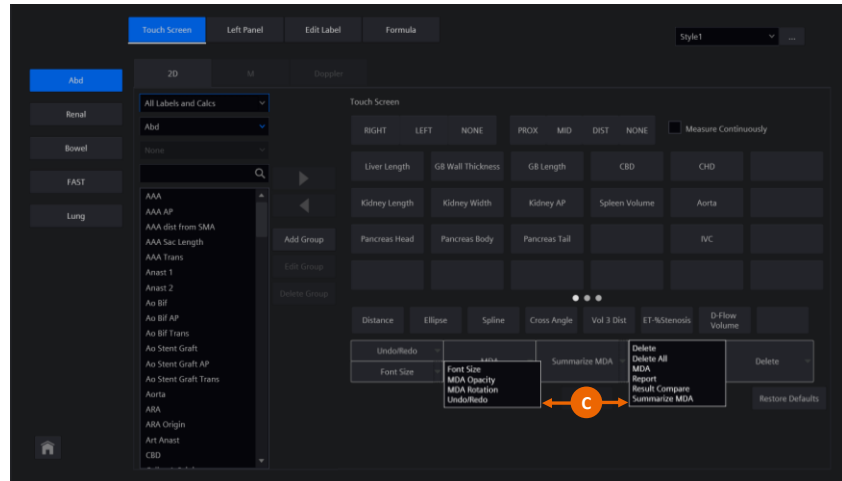 Touch Screen Left Panel Edit Label Formula
Style1 ...
Abd
Renal
Bowel
FAST
Lung
2D M Doppler
All Labels and Calcs
Abd
None
AAA
AAA AP
AAA dist from SMA
AAA Sac Length
AAA Trans
Anast 1
Anast 2
Ao Bif
Ao Bif AP
Ao Bif Trans
Ao Stent Graft
Ao Stent Graft AP
Ao Stent Graft Trans
Aorta
ARA
ARA Origin
Art Anast
CBD
Add Group
Edit Group
Delete Group
Touch Screen
RIGHT LEFT NONE PROX MID DIST NONE Measure Continuously
Liver Length GB Wall Thickness GB Length CBD CHD
Kidney Length Kidney Width Kidney AP Spleen Volume Aorta
Pancreas Head Pancreas Body Pancreas Tail IVC
Distance Ellipse Spline Cross Angle Vol 3 Dist ET-%Stenosis D-Flow
Volume
Undo/Redo
Font Size
MDA
Summarize MDA
Delete
Font Size
MDA Opacity
MDA Rotation
Undo/Redo
C
Delete
Delete All
MDA
Report
Result Compare
Summarize MDA
Restore Defaults